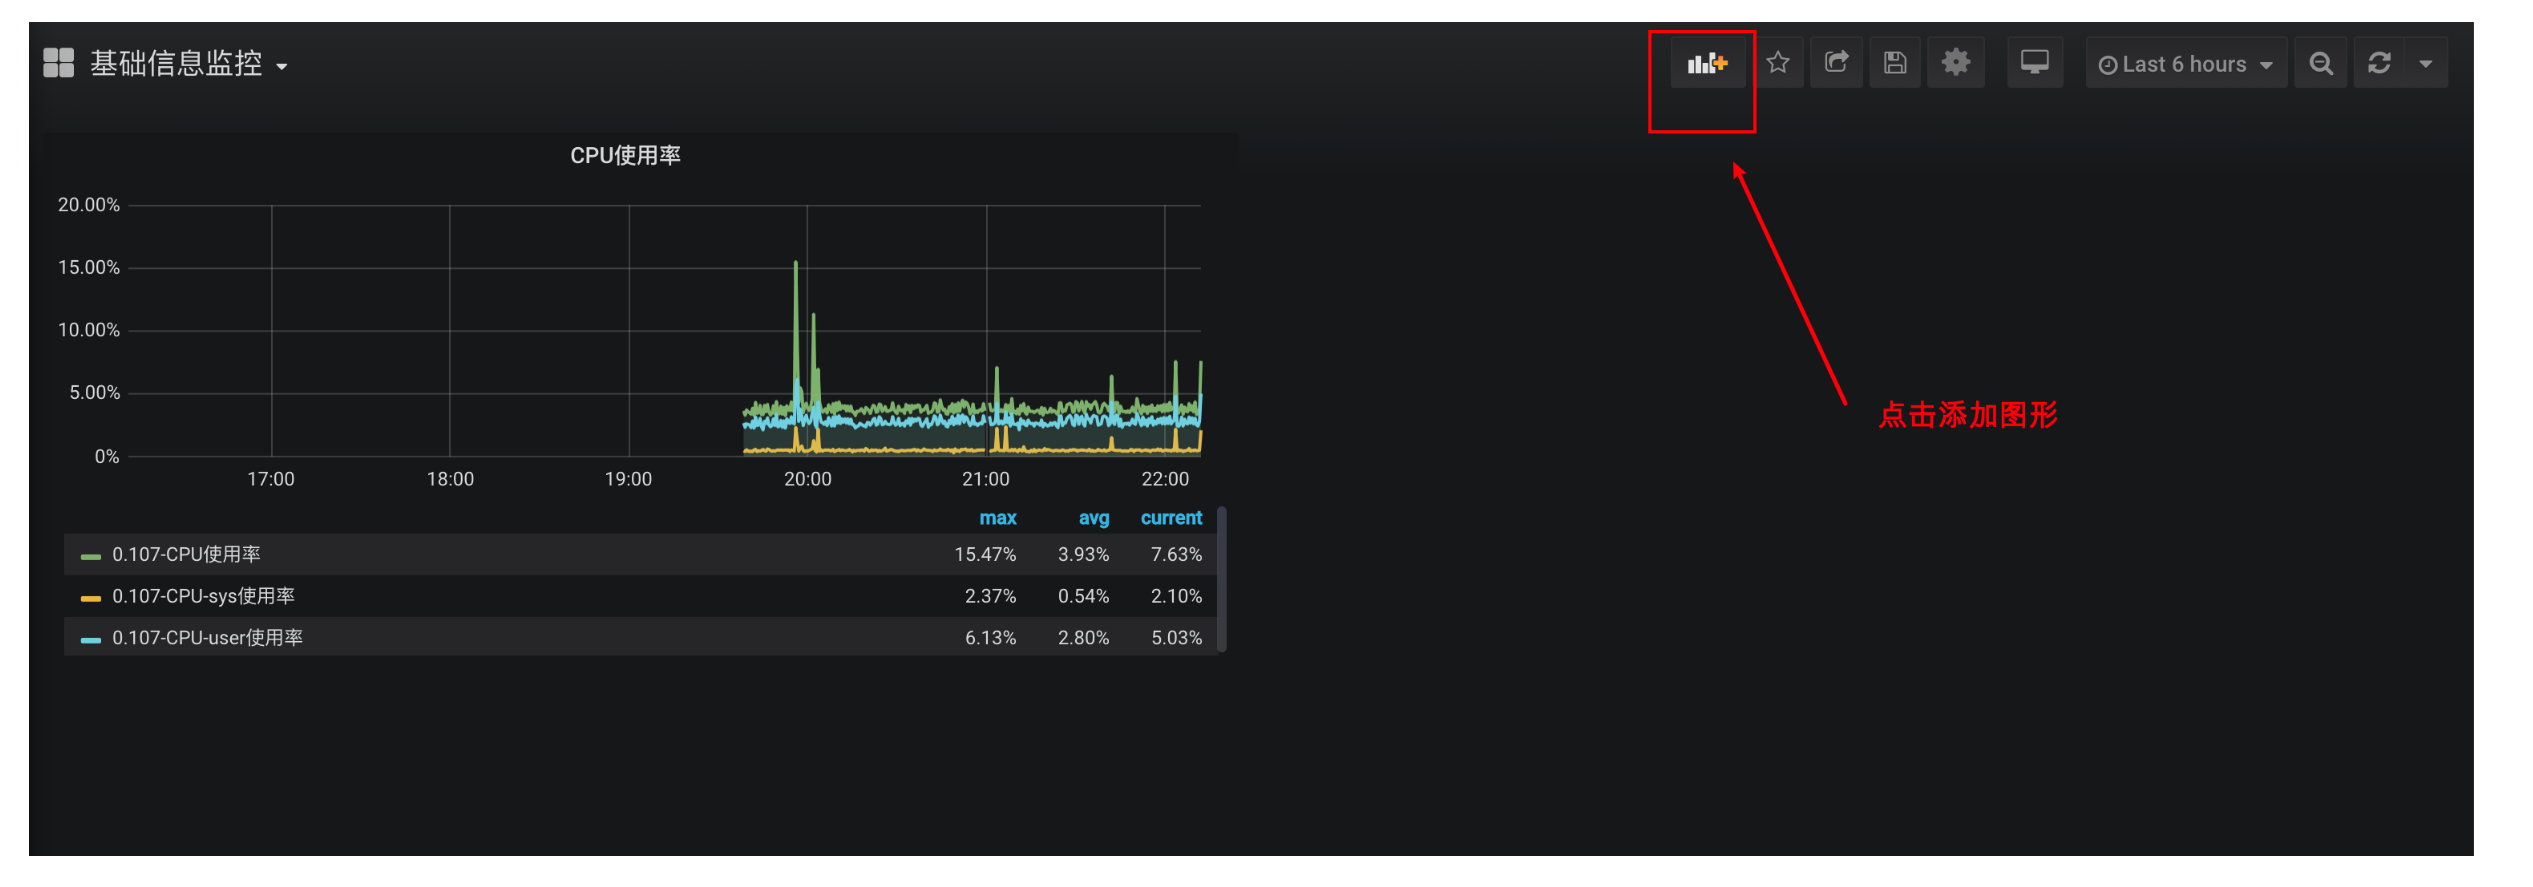 基础信息监控
Last 6 hours
CPU使用率
20.00%
15.00%
10.00%
5.00%
0%
17:00 18:00 19:00 20:00 21:00 22:00
max avg current
0.107-CPU使用率 15.47% 3.93% 7.63%
0.107-CPU-sys使用率 2.37% 0.54% 2.10%
0.107-CPU-user使用率 6.13% 2.80% 5.03%
点击添加图形